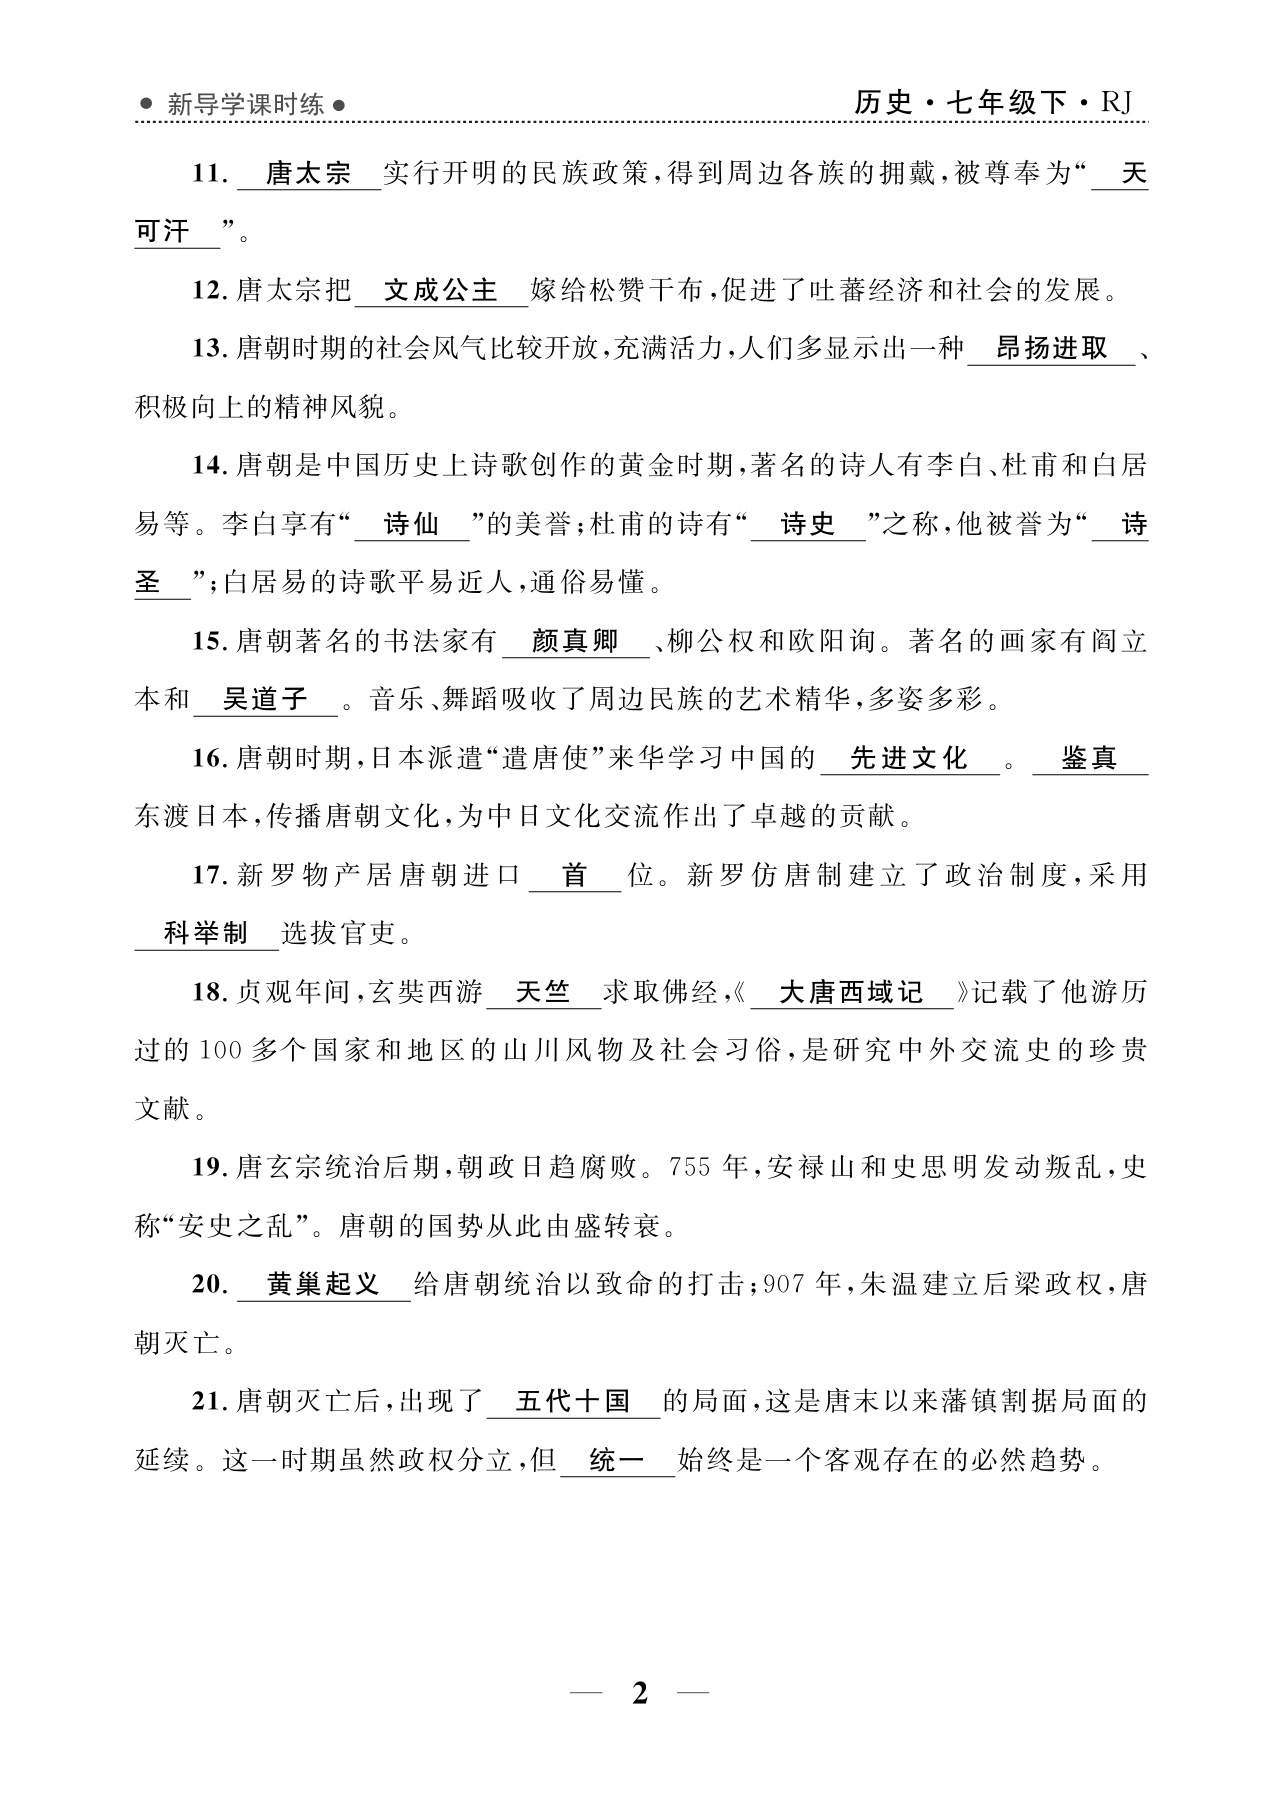 ● 新导学课时练 ● 历史·七年级下·RJ
11. 唐太宗 实行开明的民族政策,得到周边各族的拥戴,被尊奉为“ 天
可汗 ”。
12. 唐太宗把 文成公主 嫁给松赞干布,促进了吐蕃经济和社会的发展。
13. 唐朝时期的社会风气比较开放,充满活力,人们多显示出一种 昂扬进取 、
积极向上的精神风貌。
14. 唐朝是中国历史上诗歌创作的黄金时期,著名的诗人有李白、杜甫和白居
易等。李白享有“ 诗仙 ”的美誉;杜甫的诗有“ 诗史 ”之称,他被誉为“ 诗
圣 ”;白居易的诗歌平易近人,通俗易懂。
15. 唐朝著名的书法家有 颜真卿 、柳公权和欧阳询。著名的画家有阎立
本和 吴道子 。音乐、舞蹈吸收了周边民族的艺术精华,多姿多彩。
16. 唐朝时期,日本派遣“遣唐使”来华学习中国的 先进文化 。 鉴真
东渡日本,传播唐朝文化,为中日文化交流作出了卓越的贡献。
17. 新罗物产居唐朝进口 首 位。新罗仿唐制建立了政治制度,采用
科举制 选拔官吏。
18. 贞观年间,玄奘西游 天竺 求取佛经,《 大唐西域记 》记载了他游历
过的 100 多个国家和地区的山川风物及社会习俗,是研究中外交流史的珍贵
文献。
19. 唐玄宗统治后期,朝政日趋腐败。755 年,安禄山和史思明发动叛乱,史
称“安史之乱”。唐朝的国势从此由盛转衰。
20. 黄巢起义 给唐朝统治以致命的打击;907 年,朱温建立后梁政权,唐
朝灭亡。
21. 唐朝灭亡后,出现了 五代十国 的局面,这是唐末以来藩镇割据局面的
延续。这一时期虽然政权分立,但 统一 始终是一个客观存在的必然趋势。
— 2 —